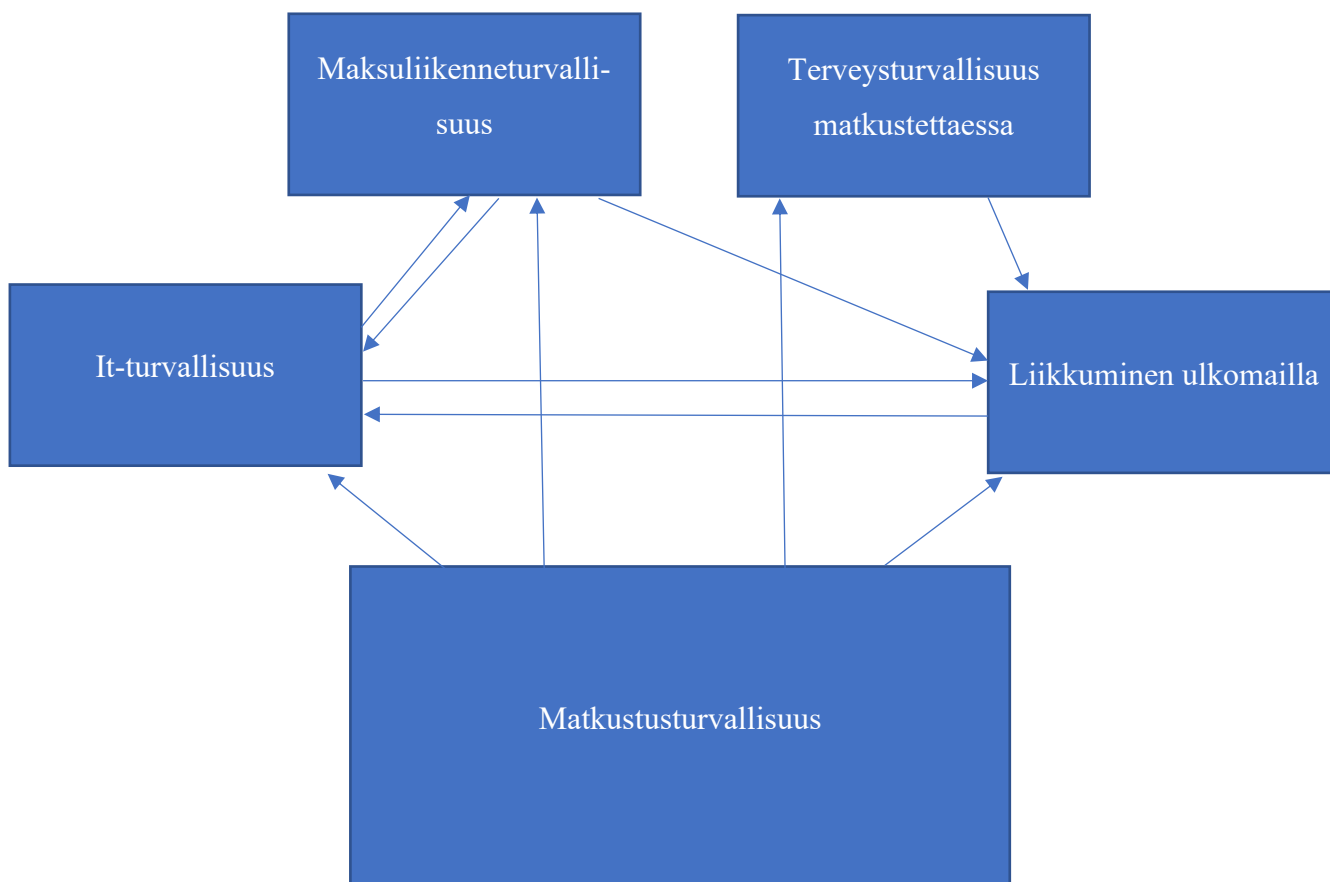 Maksuliikenneturvalli-
suus
Terveysturvallisuus
matkustettaessa
It-turvallisuus
Liikkuminen ulkomailla
Matkustusturvallisuus